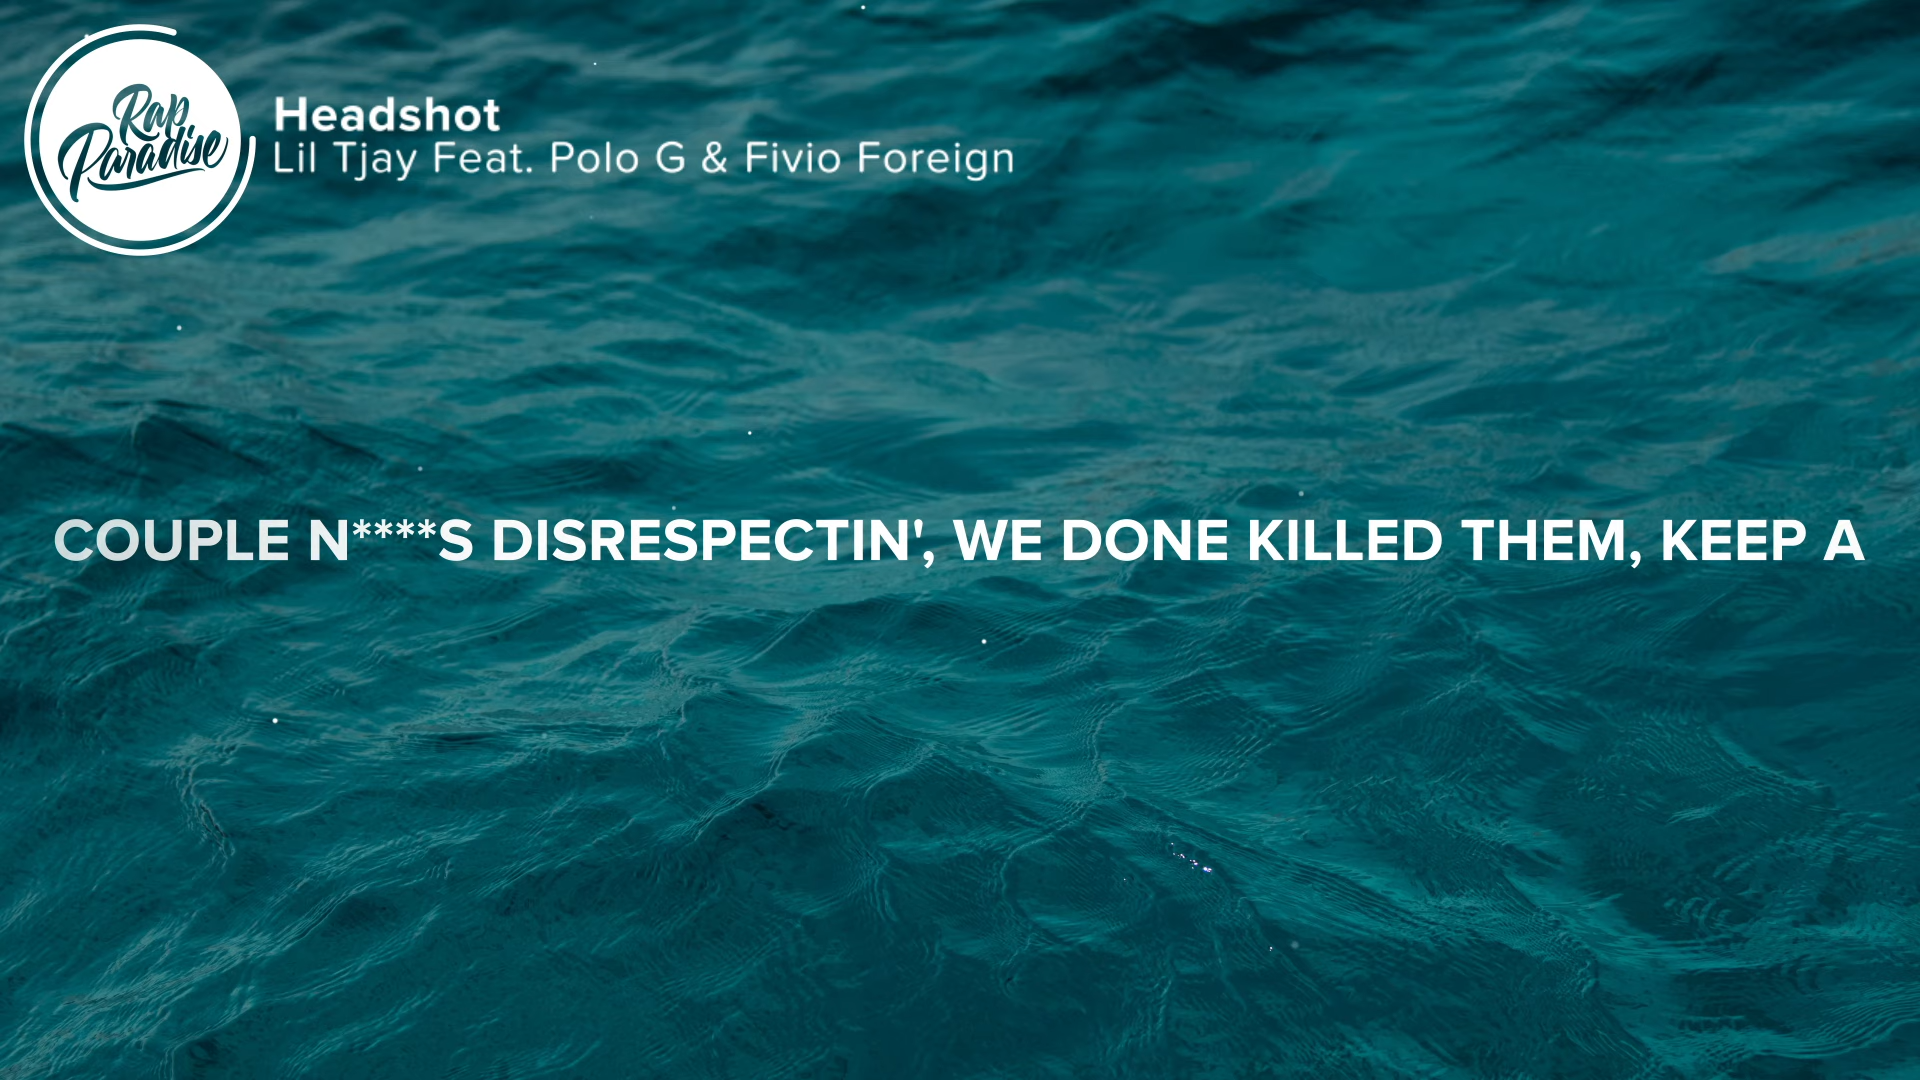 Rap
Paradise
Headshot
Lil Tjay Feat. Polo G & Fivio Foreign
COUPLE N****S DISRESPECTIN', WE DONE KILLED THEM, KEEP A